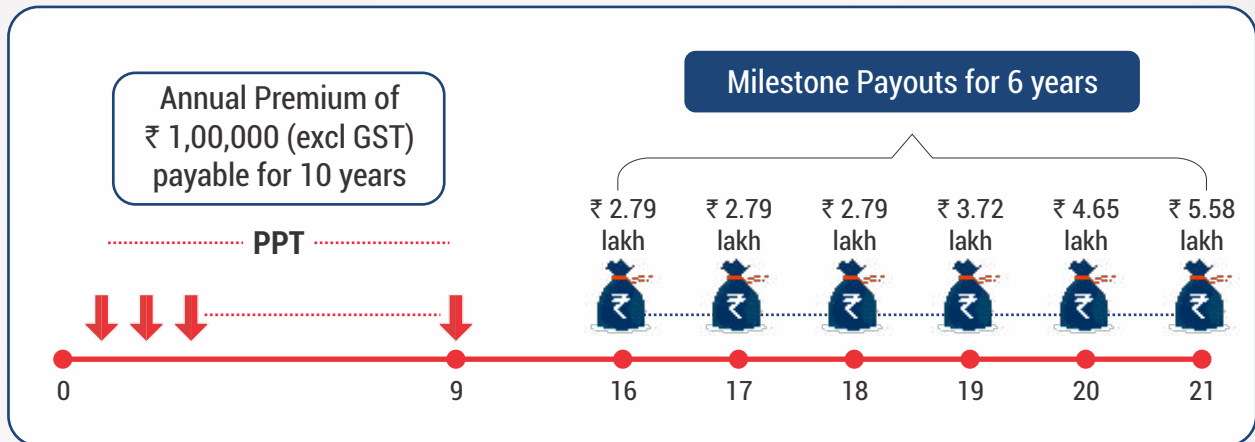 Annual Premium of
₹ 1,00,000 (excl GST)
payable for 10 years
Milestone Payouts for 6 years
PPT
₹ 2.79
lakh
₹ 2.79
lakh
₹ 2.79
lakh
₹ 3.72
lakh
₹ 4.65
lakh
₹ 5.58
lakh
₹ ₹ ₹ ₹ ₹ ₹
0 9 16 17 18 19 20 21